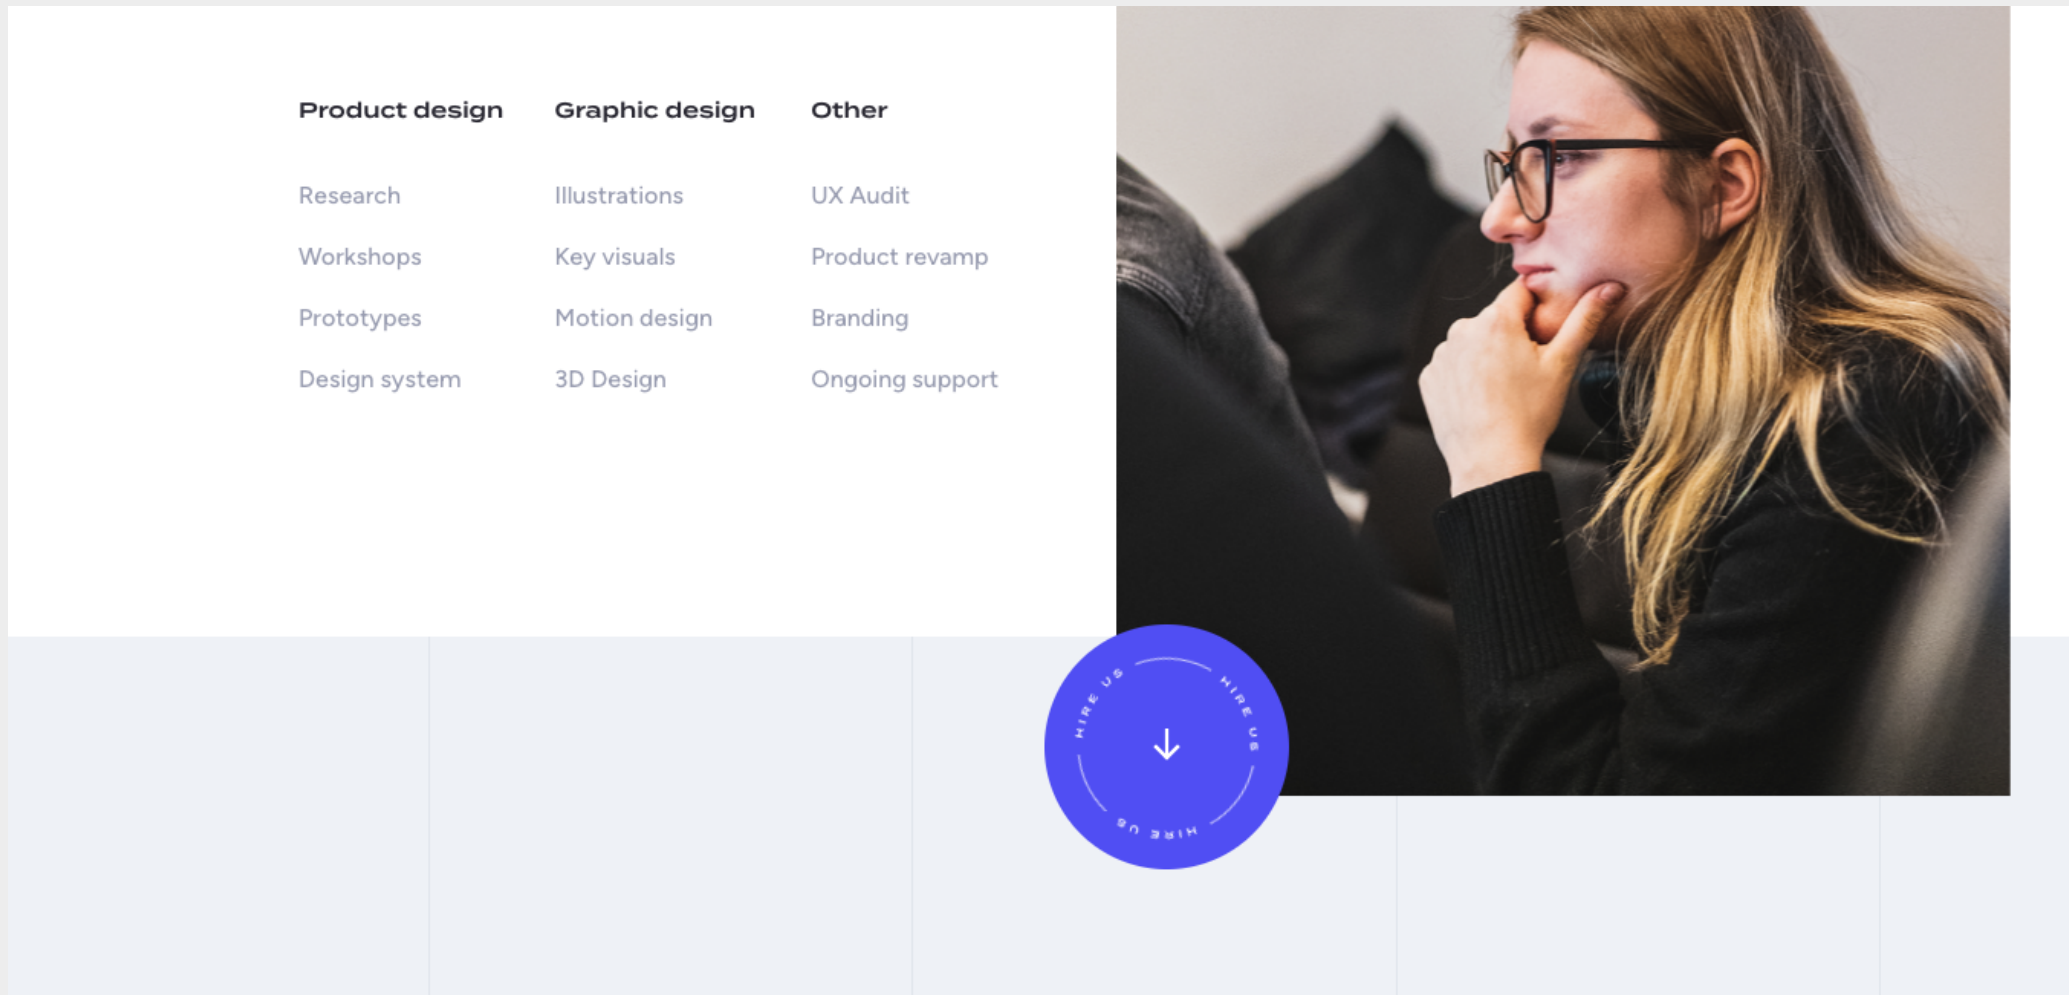 Product design
Research
Workshops
Prototypes
Design system
Graphic design
Illustrations
Key visuals
Motion design
3D Design
Other
UX Audit
Product revamp
Branding
Ongoing support
HIRE US
HIRE US
HIRE US